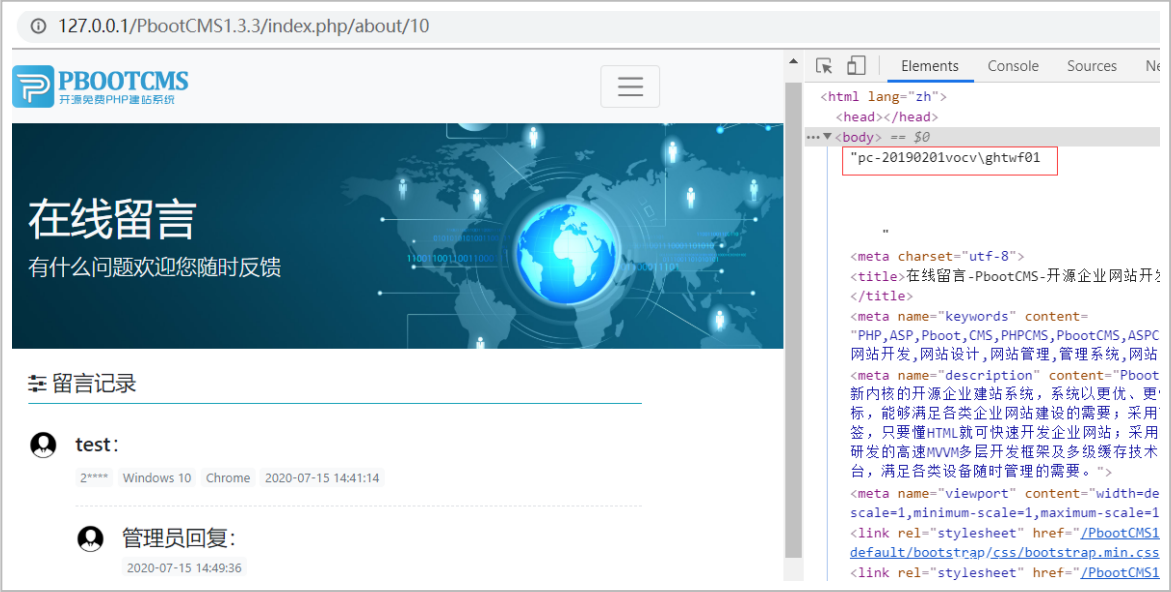 127.0.0.1/PbootCMS1.3.3/index.php/about/10
PBOOTCMS
开源免费PHP建站系统
在线留言
有什么问题欢迎您随时反馈
留言记录
test：
2**** Windows 10 Chrome 2020-07-15 14:41:14
管理员回复：
2020-07-15 14:49:36
Elements Console Sources Ne
<html lang="zh">
<head></head>
<body> == $0
"pc-20190201vocv\ghtwf01
"
<meta charset="utf-8">
<title>在线留言-PbootCMS-开源企业网站开发
</title>
<meta name="keywords" content=
"PHP,ASP,Pboot,CMS,PHPCMS,PbootCMS,ASPC
网站开发,网站设计,网站管理,管理系统,网站
<meta name="description" content="Pboot
新内核的开源企业建站系统，系统以更优、更
标，能够满足各类企业网站建设的需要；采用
签，只要懂HTML就可快速开发企业网站；采用
研发的高速MVVM多层开发框架及多级缓存技术
台，满足各类设备随时管理的需要。">
<meta name="viewport" content="width=de
scale=1,minimum-scale=1,maximum-scale=1
<link rel="stylesheet" href="/PbootCMS1
default/bootstrap/css/bootstrap.min.css
<link rel="stylesheet" href="/PbootCMS1